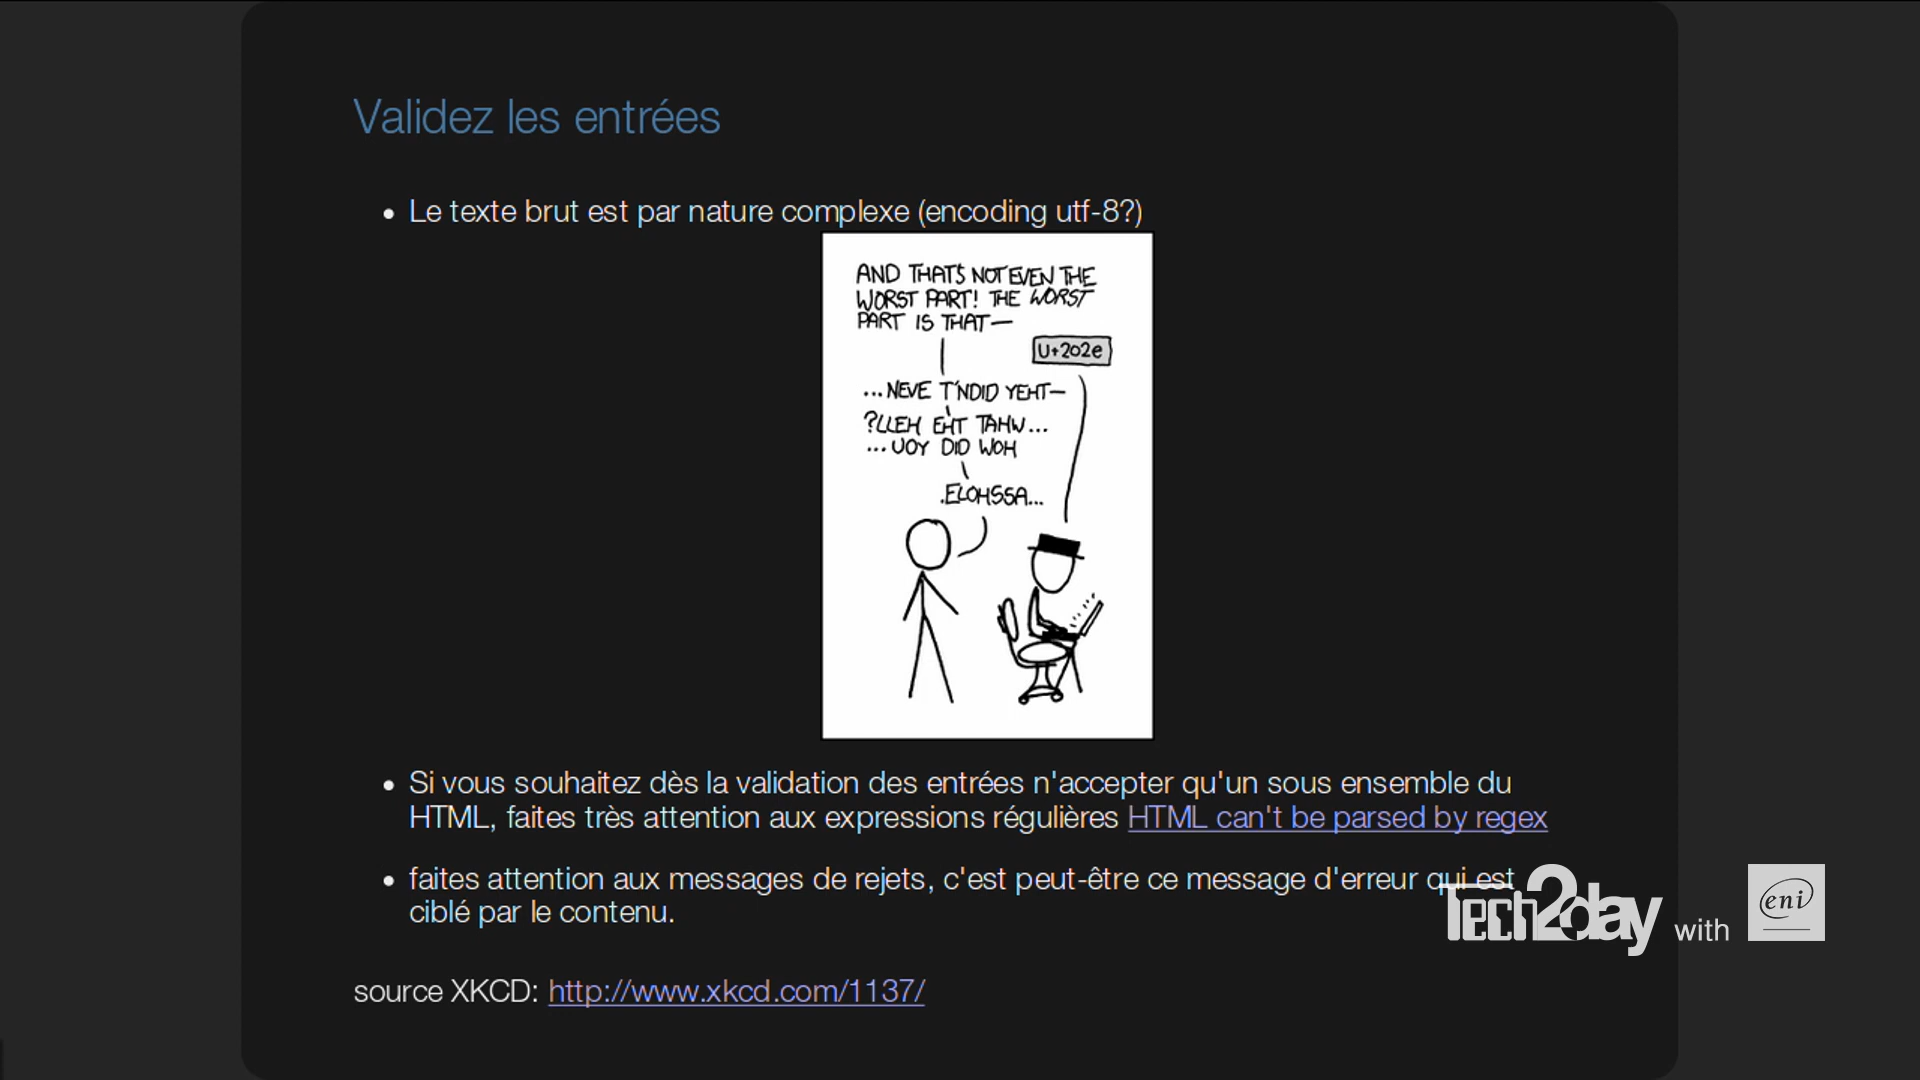 Validez les entrées
Le texte brut est par nature complexe (encoding utf-8?)
AND THAT'S NOT EVEN THE
WORST PART! THE WORST
PART IS THAT—
U+202e
...NEVE T'NDID YEHT—
?LLEH EHT TAHW...
...UOY DID WOH
.ELOHSSA...
Si vous souhaitez dès la validation des entrées n'accepter qu'un sous ensemble du
HTML, faites très attention aux expressions régulières HTML can't be parsed by regex
faites attention aux messages de rejets, c'est peut-être ce message d'erreur qui est
ciblé par le contenu.
Tech2day with eni
source XKCD: http://www.xkcd.com/1137/